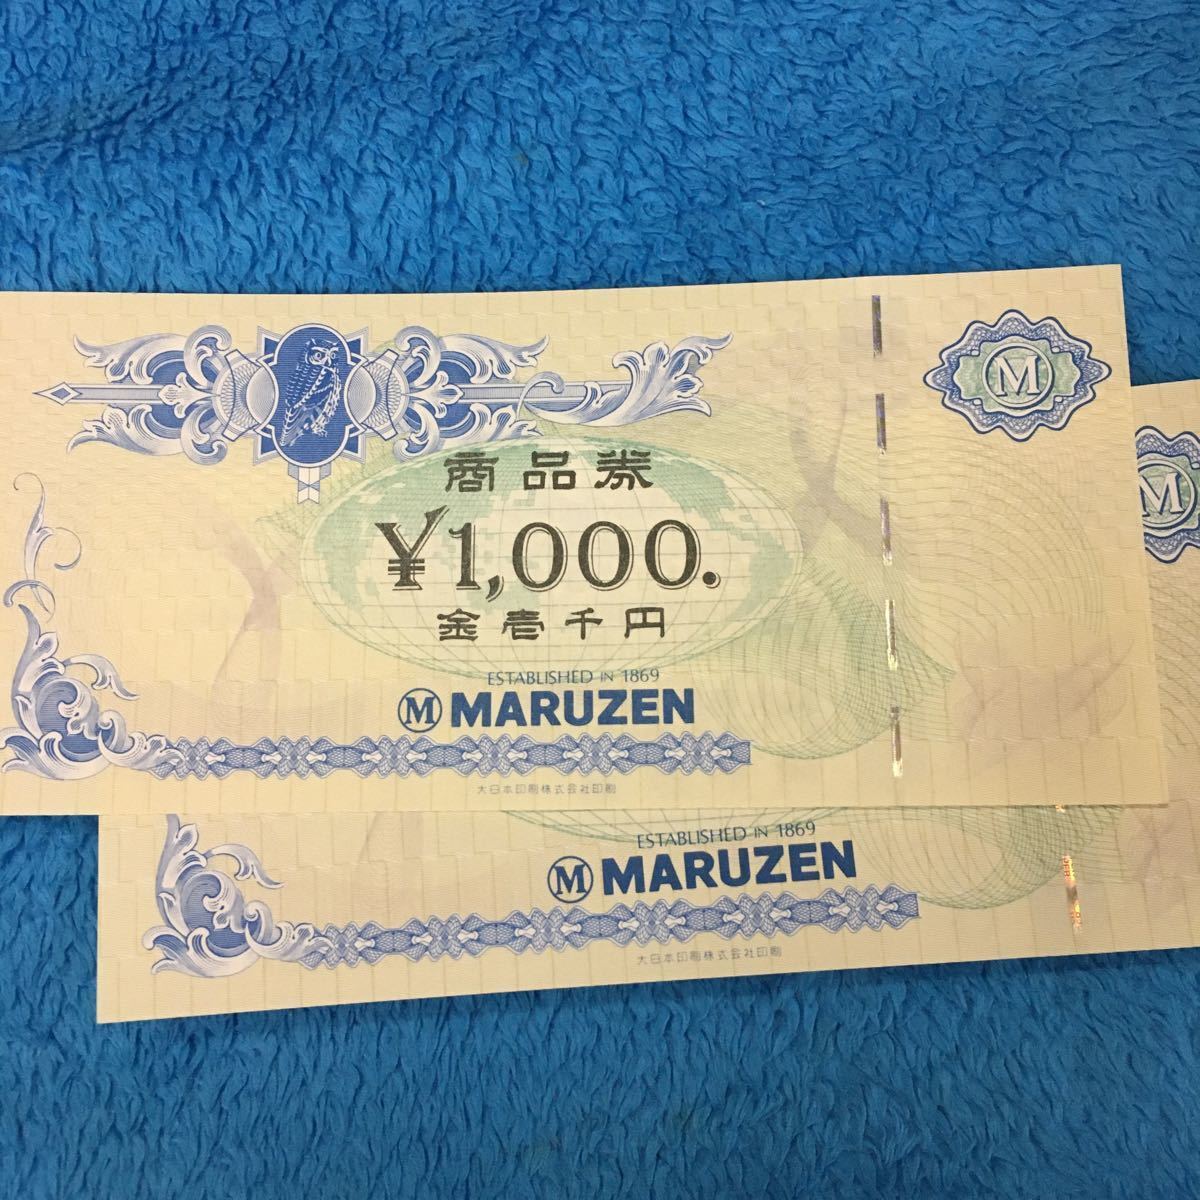 M
商品券
¥1,000.
金壱千円
ESTABLISHED IN 1869
M MARUZEN
大日本印刷株式会社印刷
M
ESTABLISHED IN 1869
M MARUZEN
大日本印刷株式会社印刷